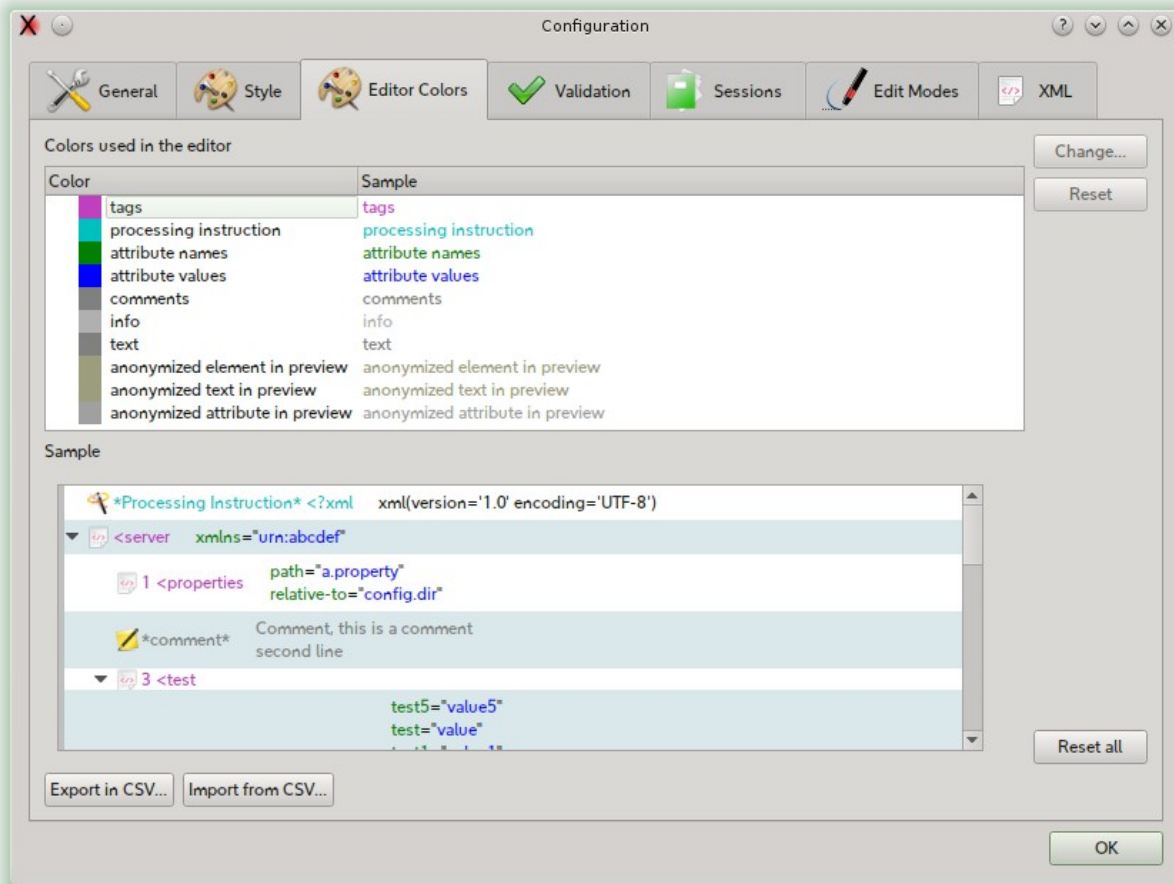 Configuration
General Style Editor Colors Validation Sessions Edit Modes XML
Colors used in the editor
Change...
Color Sample
Reset
tags tags
processing instruction processing instruction
attribute names attribute names
attribute values attribute values
comments comments
info info
text text
anonymized element in preview anonymized element in preview
anonymized text in preview anonymized text in preview
anonymized attribute in preview anonymized attribute in preview
Sample
*Processing Instruction* <?xml xml(version='1.0' encoding='UTF-8')
<server xmlns="urn:abcdef"
1 <properties path="a.property"
relative-to="config.dir"
*comment* Comment, this is a comment
second line
3 <test
test5="value5"
test="value"
Reset all
Export in CSV... Import from CSV...
OK